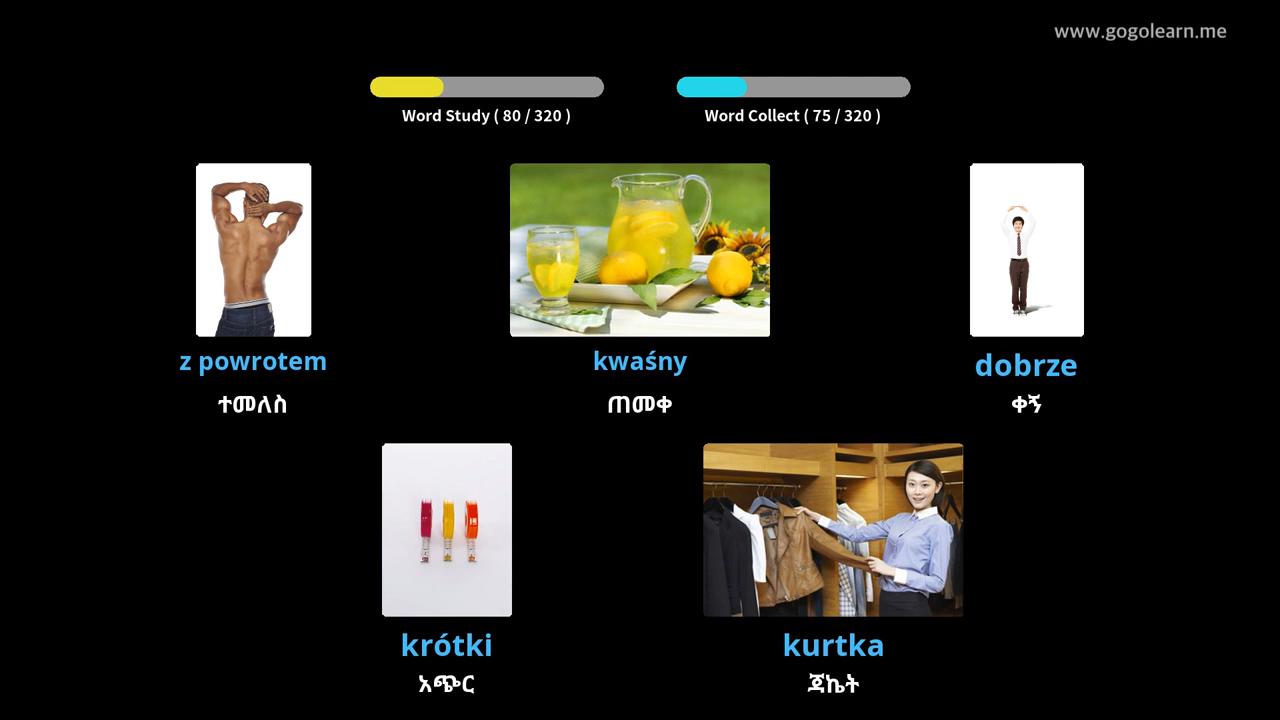 www.gogolearn.me
Word Study ( 80 / 320 )
Word Collect ( 75 / 320 )
z powrotem
ተመለስ
kwaśny
ጠመቀ
dobrze
ቀኝ
krótki
አጭር
kurtka
ጃኬት